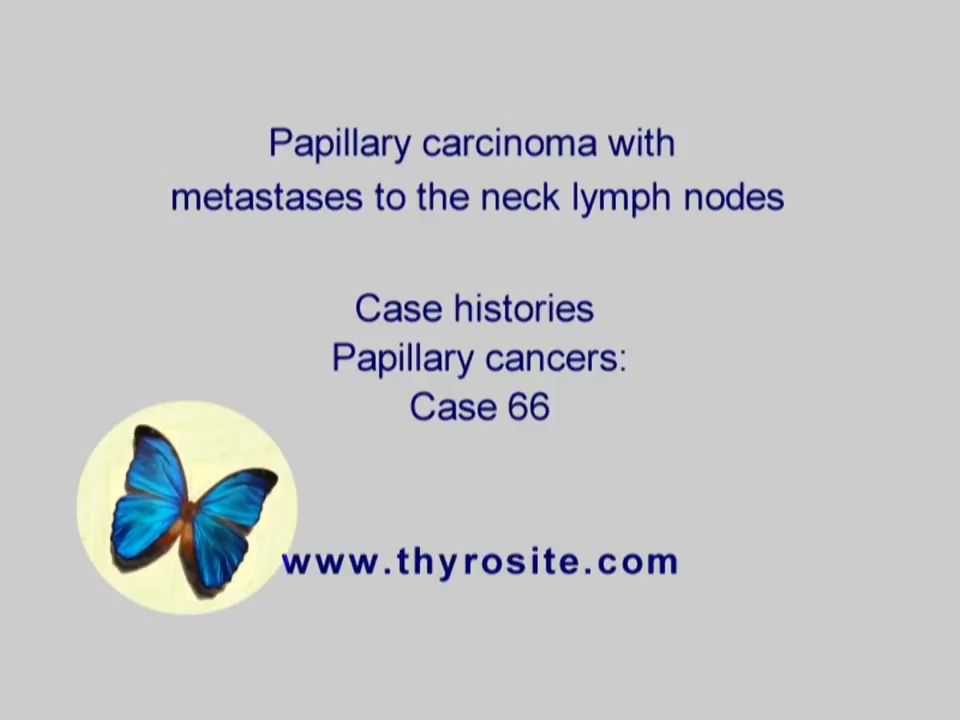 Papillary carcinoma with
metastases to the neck lymph nodes
Case histories
Papillary cancers:
Case 66
www.thyrosite.com